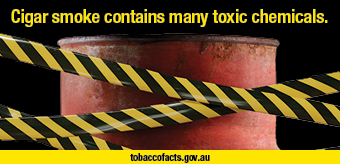 Cigar smoke contains many toxic chemicals.
tobaccofacts.gov.au